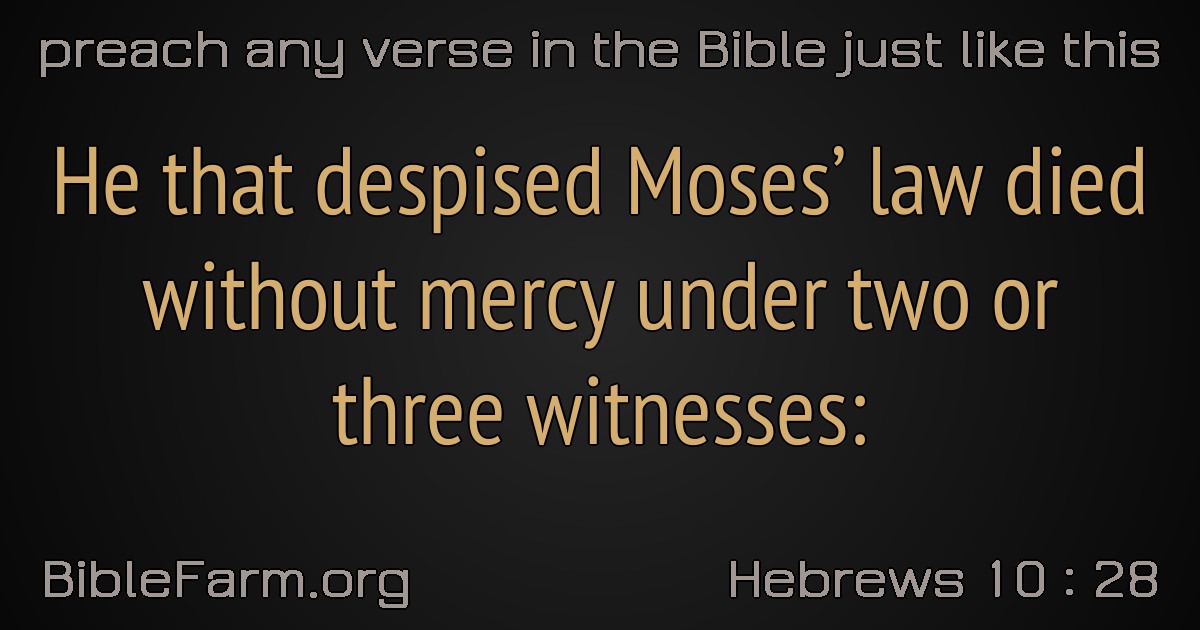 preach any verse in the Bible just like this
He that despised Moses’ law died
without mercy under two or
three witnesses:
BibleFarm.org
Hebrews 10 : 28